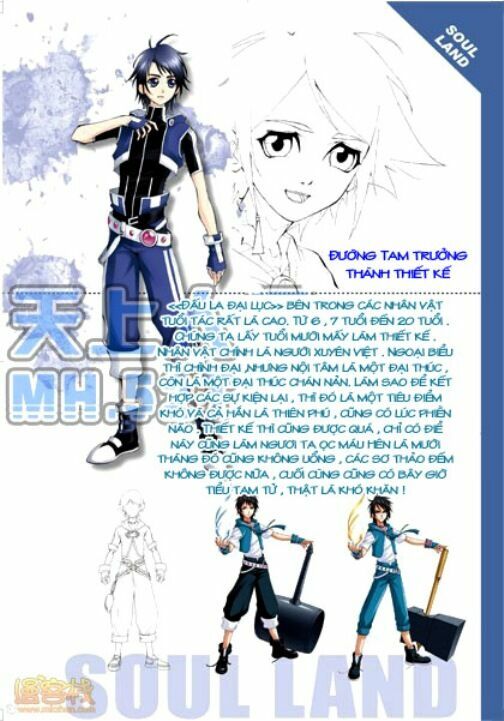 SOUL
LAND
ĐƯỜNG TAM TRƯỞNG
THÀNH THIẾT KẾ
<<ĐẤU LA ĐẠI LỤC>> BÊN TRONG CÁC NHÂN VẬT
TUỔI TÁC RẤT LÀ CAO. TỪ 6 , 7 TUỔI ĐẾN 20 TUỔI .
CHÚNG TA LẤY TUỔI MƯỜI MẤY LÀM THIẾT KẾ .
NHÂN VẬT CHÍNH LÀ NGƯỜI XUYÊN VIỆT . NGOẠI BIỂU
THÌ CHÍNH ĐẠI ,NHƯNG NỘI TÂM LÀ MỘT ĐẠI THÚC ,
CÒN LÀ MỘT ĐẠI THÚC CHÁN NẢN. LÀM SAO ĐỂ KẾT
HỢP CÁC SỰ KIỆN LẠI , THÌ ĐÓ LÀ MỘT TIÊU ĐIỂM
KHÓ VÀ CẢ HẮN LÀ THIÊN PHÚ , CŨNG CÓ LÚC PHIỀN
NÃO . THIẾT KẾ THÌ CŨNG ĐƯỢC QUÁ , CHỈ CÓ ĐIỀ
NÀY CŨNG LÀM NGƯƠI TA ỌC MÁU HÊN LÀ MƯỜI
THÁNG ĐÓ CŨNG KHÔNG UỔNG , CÁC SƠ THẢO ĐẾM
KHÔNG ĐƯỢC NỮA , CUỐI CÙNG CŨNG CÓ BÂY GIỜ
TIỂU TAM TỬ , THẬT LÀ KHÓ KHĂN !
天上
MH.5
SOUL LAND
漫客栈